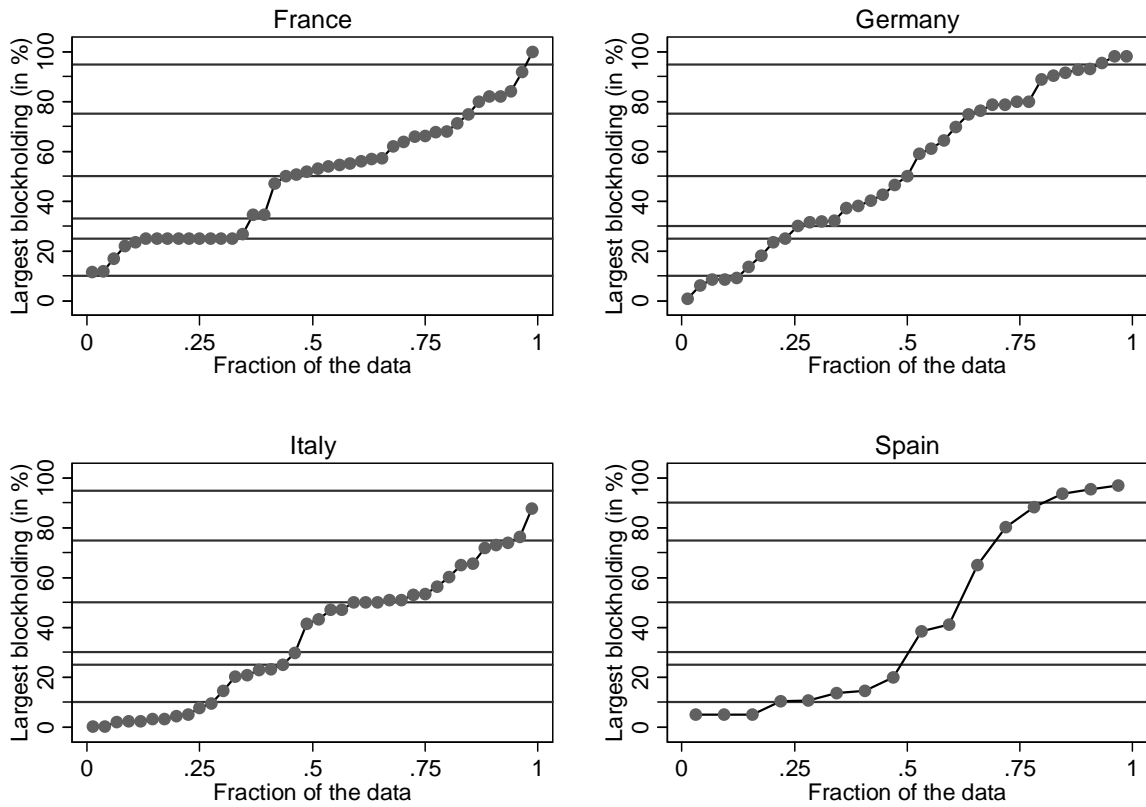 France
Largest blockholding (in %)
0 20 40 60 80 100
0 .25 .5 .75 1
Fraction of the data
Germany
Largest blockholding (in %)
0 20 40 60 80 100
0 .25 .5 .75 1
Fraction of the data
Italy
Largest blockholding (in %)
0 20 40 60 80 100
0 .25 .5 .75 1
Fraction of the data
Spain
Largest blockholding (in %)
0 20 40 60 80 100
0 .25 .5 .75 1
Fraction of the data